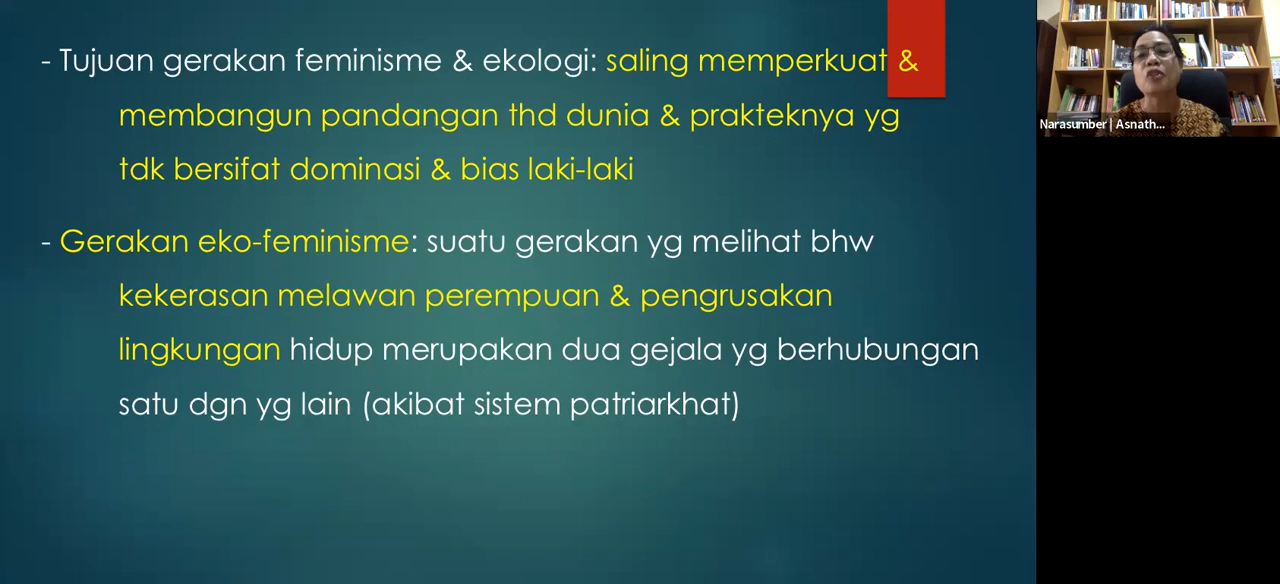 - Tujuan gerakan feminisme & ekologi: saling memperkuat &
membangun pandangan thd dunia & prakteknya yg
tdk bersifat dominasi & bias laki-laki
- Gerakan eko-feminisme: suatu gerakan yg melihat bhw
kekerasan melawan perempuan & pengrusakan
lingkungan hidup merupakan dua gejala yg berhubungan
satu dgn yg lain (akibat sistem patriarkhat)
Narasumber | Asnath...